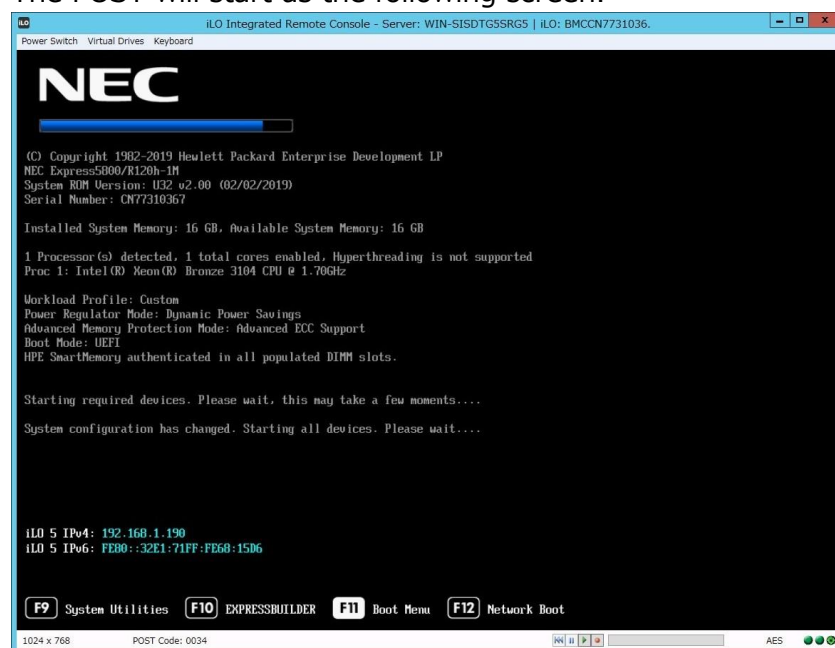 The POST will start as the following screen.
iLO
iLO Integrated Remote Console - Server: WIN-SISDTG5SRG5 | iLO: BMCCN7731036.
Power Switch Virtual Drives Keyboard
NEC
(C) Copyright 1982-2019 Hewlett Packard Enterprise Development LP
NEC Express5800/R120h-1M
System ROM Version: U32 v2.00 (02/02/2019)
Serial Number: CN77310367
Installed System Memory: 16 GB, Available System Memory: 16 GB
1 Processor(s) detected, 1 total cores enabled, Hyperthreading is not supported
Proc 1: Intel(R) Xeon(R) Bronze 3104 CPU @ 1.70GHz
Workload Profile: Custom
Power Regulator Mode: Dynamic Power Savings
Advanced Memory Protection Mode: Advanced ECC Support
Boot Mode: UEFI
HPE SmartMemory authenticated in all populated DIMM slots.
Starting required devices. Please wait, this may take a few moments....
System configuration has changed. Starting all devices. Please wait....
iLO 5 IPv4: 192.168.1.190
iLO 5 IPv6: FE80::32E1:71FF:FE68:15D6
F9 System Utilities F10 EXPRESSBUILDER F11 Boot Menu F12 Network Boot
1024 x 768 POST Code: 0034 AES